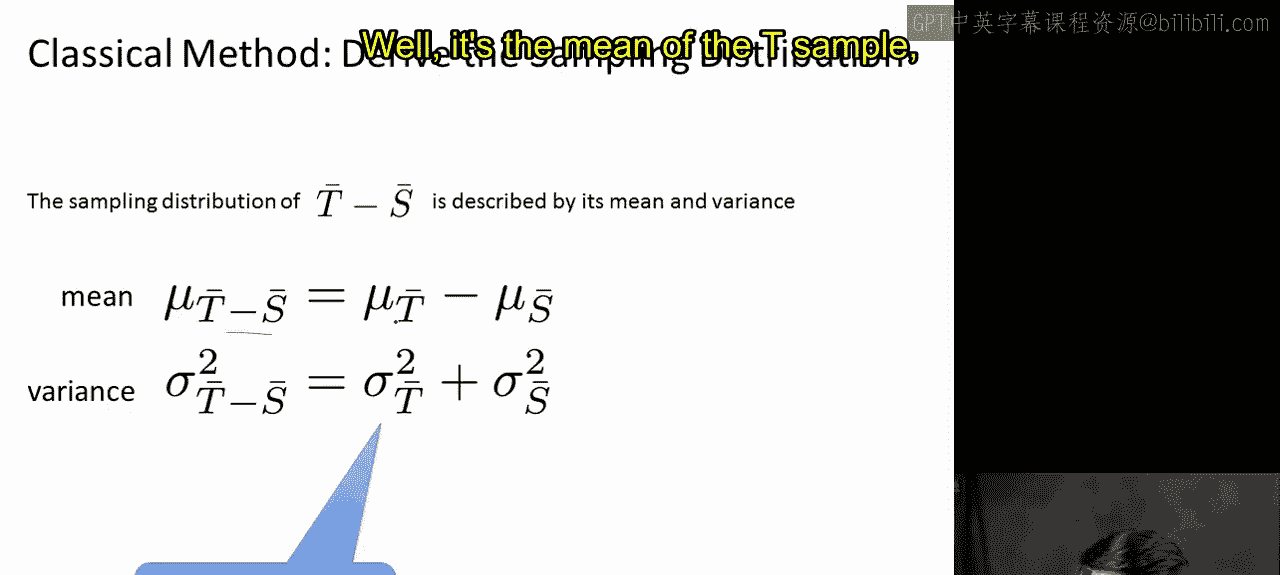 GPT中英字幕课程资源@bilibili.com
Well, it's the mean of the T sample,
Classical Method: Derive the Sampling Distribution
The sampling distribution of T̄ − S̄ is described by its mean and variance
mean μ_{T̄−S̄} = μ_{T̄} − μ_{S̄}
variance σ²_{T̄−S̄} = σ²_{T̄} + σ²_{S̄}